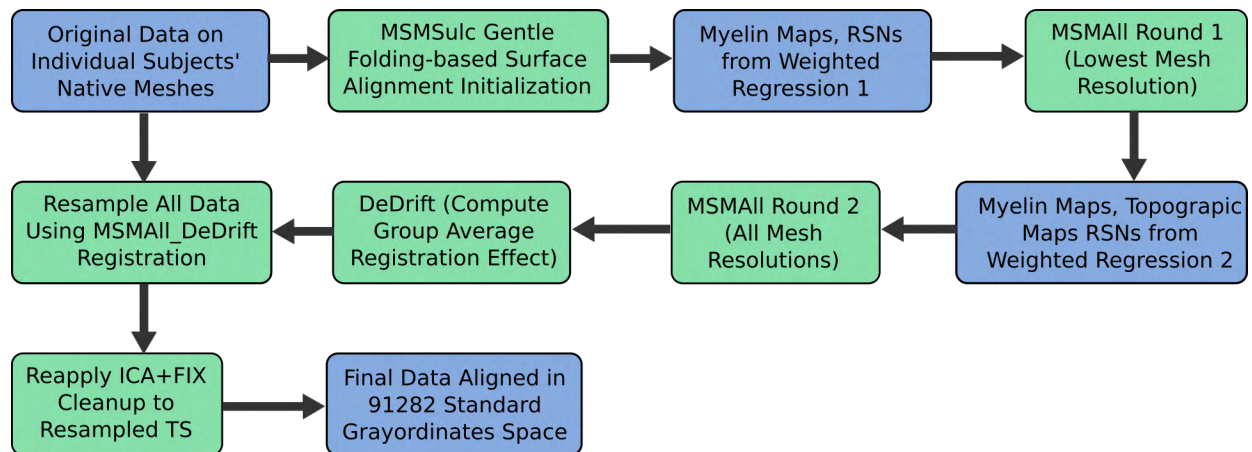 Original Data on
Individual Subjects'
Native Meshes
MSMSulc Gentle
Folding-based Surface
Alignment Initialization
Myelin Maps, RSNs
from Weighted
Regression 1
MSMAll Round 1
(Lowest Mesh
Resolution)
Resample All Data
Using MSMAll_DeDrift
Registration
DeDrift (Compute
Group Average
Registration Effect)
MSMAll Round 2
(All Mesh
Resolutions)
Myelin Maps, Topograpic
Maps RSNs from
Weighted Regression 2
Reapply ICA+FIX
Cleanup to
Resampled TS
Final Data Aligned in
91282 Standard
Grayordinates Space